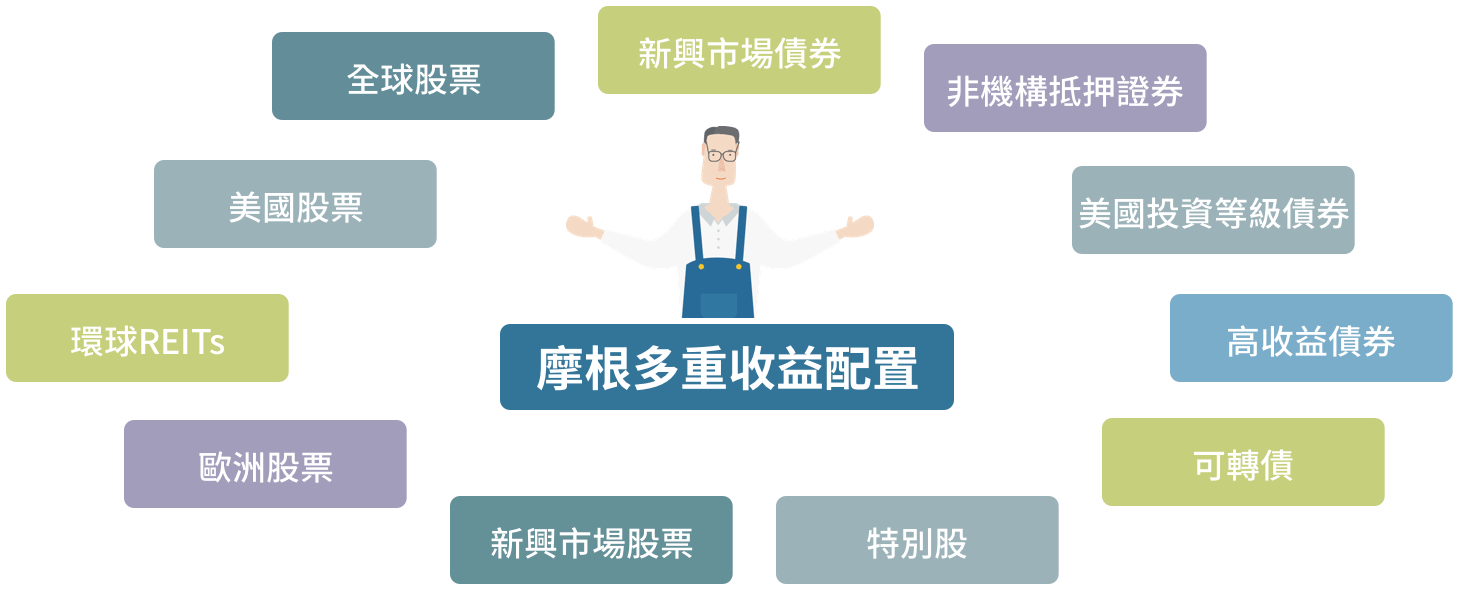 新興市場債券
全球股票
非機構抵押證券
美國股票
美國投資等級債券
環球REITs
高收益債券
摩根多重收益配置
歐洲股票
可轉債
新興市場股票
特別股